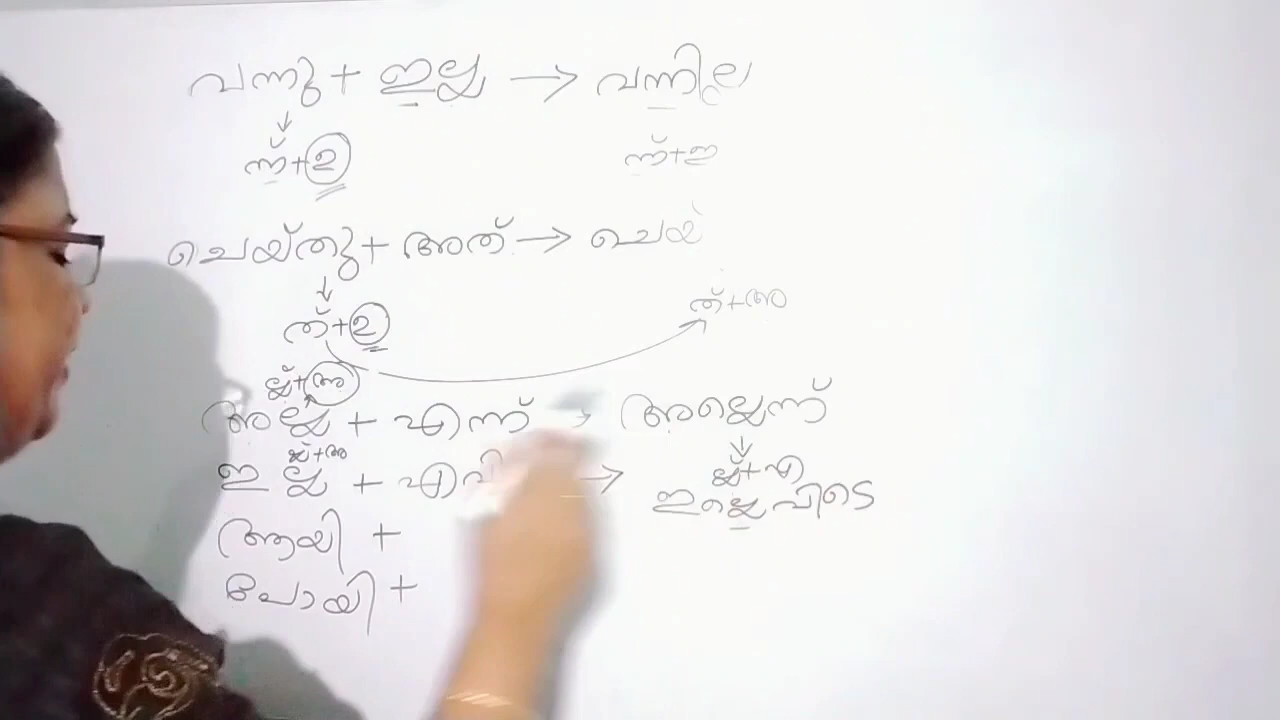 വന്നു + ഇല്ല → വന്നില്ല
ന്ന് + ഉ ന്ന് + ഇ
ചെയ്തു + അത് → ചെയ്
ത് + ഉ ത് + അ
ല്ല് + അ
അല്ല + എന്ന് → അല്ലെന്ന്
ല്ല് + അ ല്ല് + എ
ഇല്ല + → ഇല്ലെവിടെ
ആയി +
പോയി +